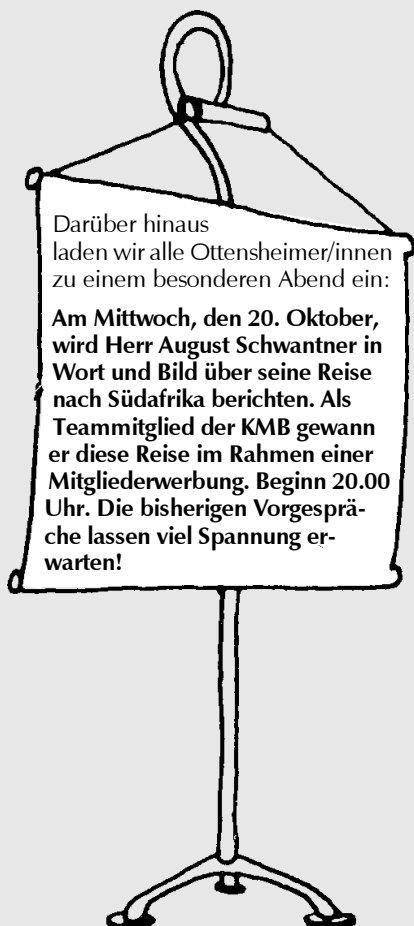 Darüber hinaus
laden wir alle Ottensheimer/innen
zu einem besonderen Abend ein:
Am Mittwoch, den 20. Oktober,
wird Herr August Schwantner in
Wort und Bild über seine Reise
nach Südafrika berichten. Als
Teammitglied der KMB gewann
er diese Reise im Rahmen einer
Mitgliederwerbung. Beginn 20.00
Uhr. Die bisherigen Vorgesprä-
che lassen viel Spannung er-
warten!